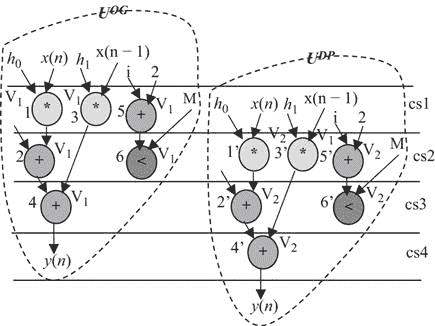 U^OG
h₀ x(n) h₁ x(n − 1) i 2
U^DP
V₁ 1 * V₁ 3 * 5 + V₁ M cs1
h₀ x(n) h₁ x(n − 1) i 2
2 + V₁ 6 < V₁ 1' * V₂ 3' * V₁ 5' + V₂ M cs2
4 + V₁ 2' + V₂ 6' < V₂ cs3
4' + V₂ cs4
y(n)
y(n)